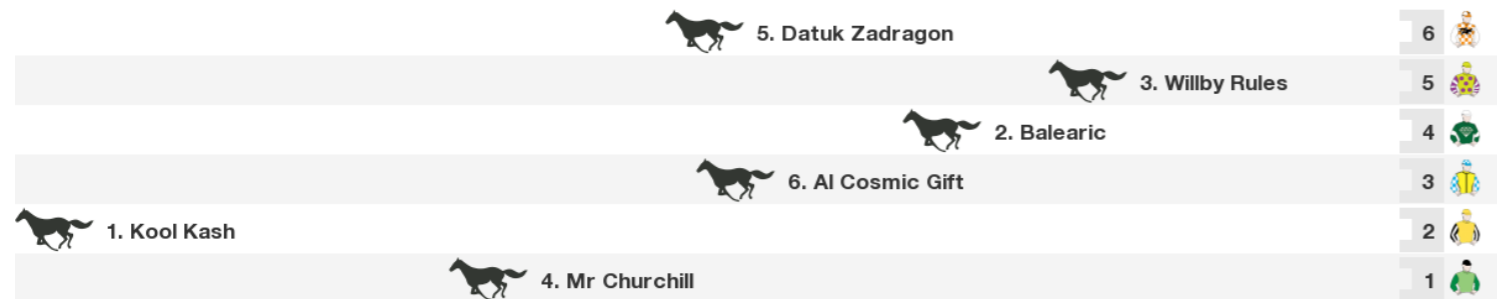 5. Datuk Zadragon 6
3. Willby Rules 5
2. Balearic 4
6. Al Cosmic Gift 3
1. Kool Kash 2
4. Mr Churchill 1